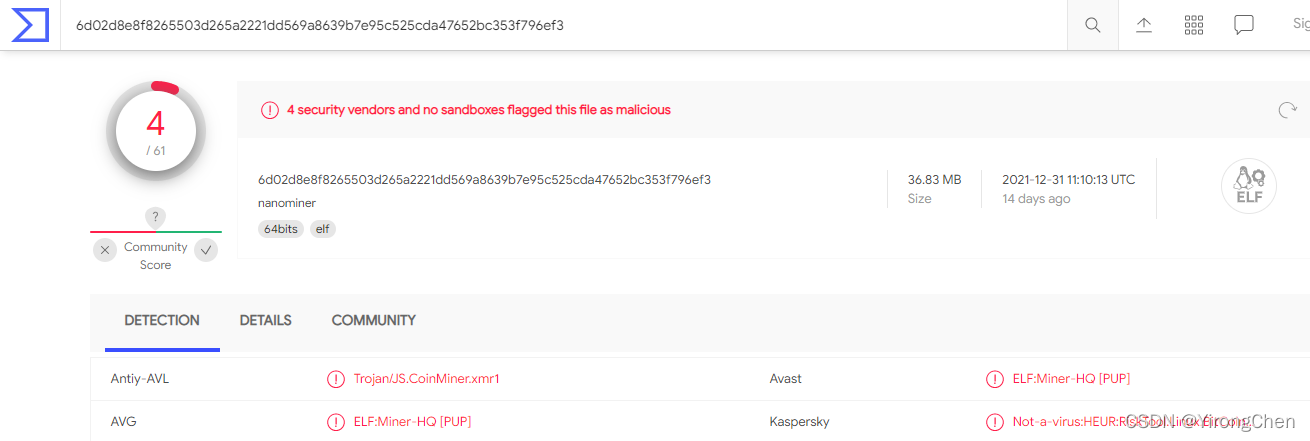 6d02d8e8f8265503d265a2221dd569a8639b7e95c525cda47652bc353f796ef3
Sig
4
/ 61
4 security vendors and no sandboxes flagged this file as malicious
6d02d8e8f8265503d265a2221dd569a8639b7e95c525cda47652bc353f796ef3
nanominer
64bits elf
36.83 MB
Size
2021-12-31 11:10:13 UTC
14 days ago
ELF
?
Community
Score
DETECTION DETAILS COMMUNITY
Antiy-AVL Trojan/JS.CoinMiner.xmr1 Avast ELF:Miner-HQ [PUP]
AVG ELF:Miner-HQ [PUP] Kaspersky Not-a-virus:HEUR:RiskTool.Linux
CSDN @YirongChen